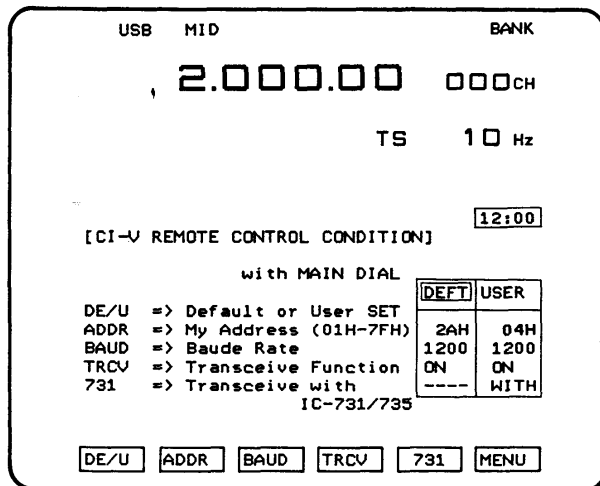 USB MID BANK
2.000.00 000CH
TS 10 Hz
12:00
[CI-V REMOTE CONTROL CONDITION]
with MAIN DIAL
DEFT USER
DE/U => Default or User SET
ADDR => My Address (01H-7FH) 2AH 04H
BAUD => Baude Rate 1200 1200
TRCV => Transceive Function ON ON
731 => Transceive with ---- WITH
IC-731/735
DE/U ADDR BAUD TRCV 731 MENU